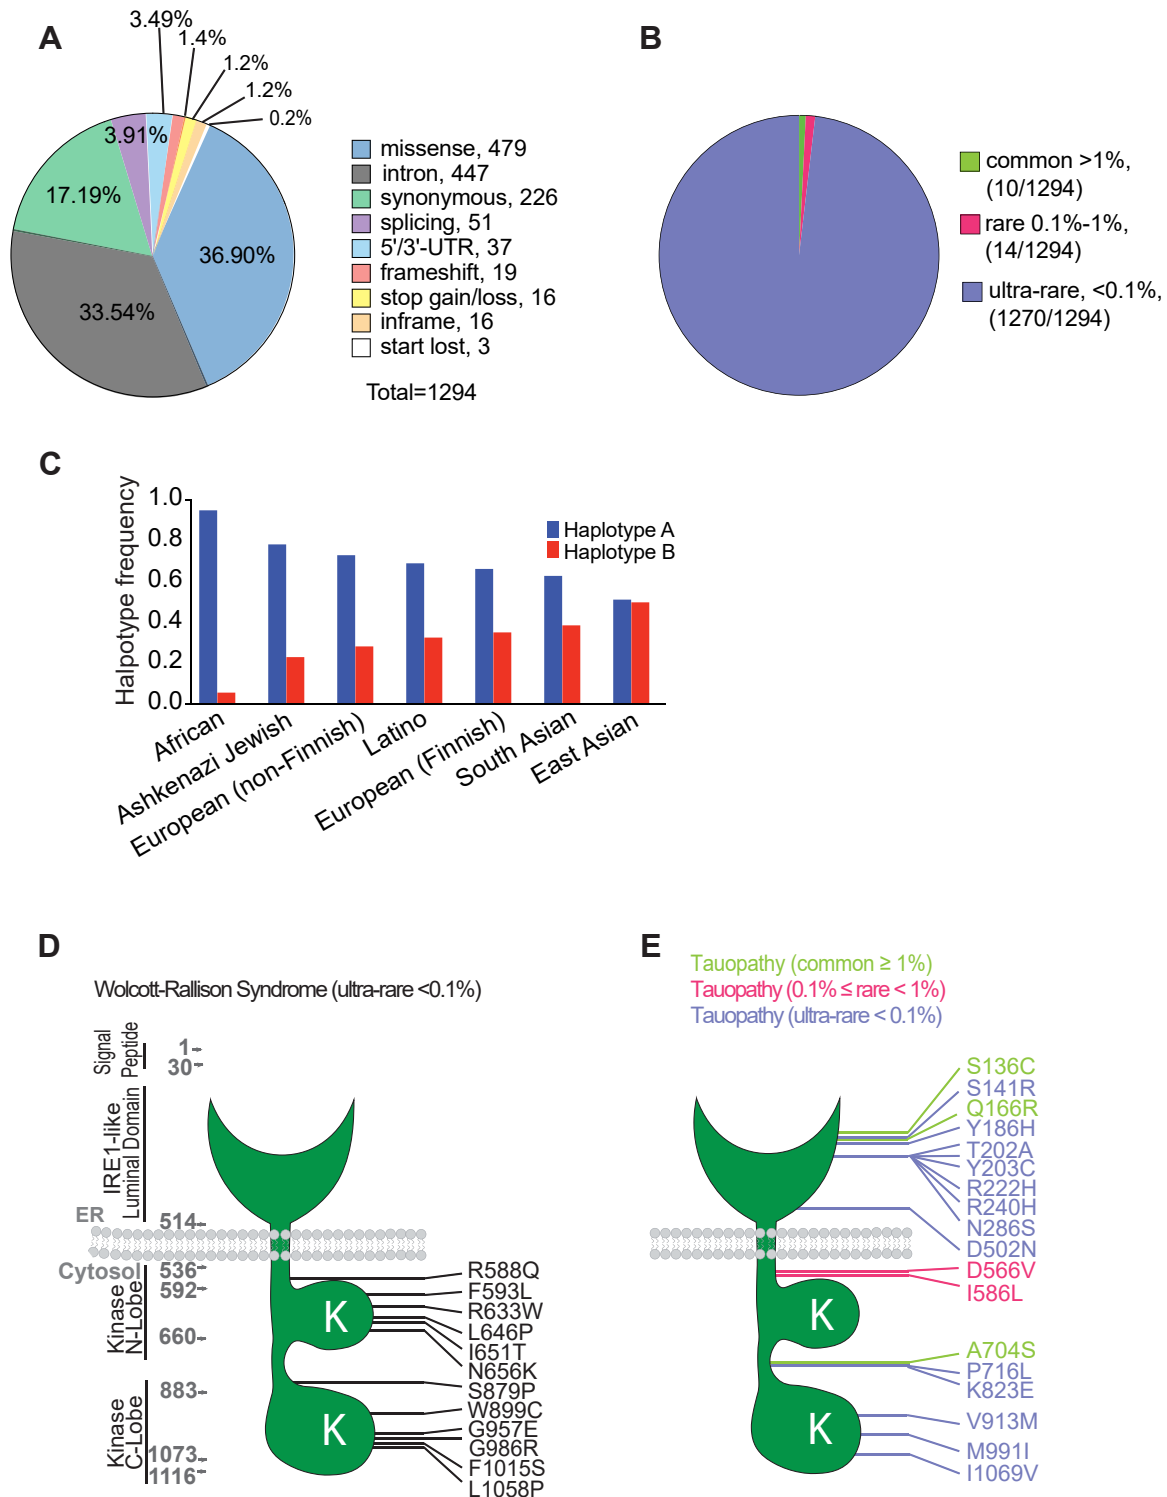 A
3.49%
1.4%
1.2%
1.2%
0.2%
3.91%
17.19%
36.90%
33.54%
missense, 479
intron, 447
synonymous, 226
splicing, 51
5'/3'-UTR, 37
frameshift, 19
stop gain/loss, 16
inframe, 16
start lost, 3
Total=1294
B
common >1%,
(10/1294)
rare 0.1%-1%,
(14/1294)
ultra-rare, <0.1%,
(1270/1294)
C
Halpotype frequency
1.0
0.8
0.6
0.4
0.2
0.0
Haplotype A
Haplotype B
African
Ashkenazi Jewish
European (non-Finnish)
Latino
European (Finnish)
South Asian
East Asian
D
Wolcott-Rallison Syndrome (ultra-rare <0.1%)
Signal
Peptide
1
30
IRE1-like
Luminal Domain
ER
514
Cytosol
536
592
Kinase
N-Lobe
660
883
Kinase
C-Lobe
1073
1116
K
K
R588Q
F593L
R633W
L646P
I651T
N656K
S879P
W899C
G957E
G986R
F1015S
L1058P
E
Tauopathy (common ≥ 1%)
Tauopathy (0.1% ≤ rare < 1%)
Tauopathy (ultra-rare < 0.1%)
S136C
S141R
Q166R
Y186H
T202A
Y203C
R222H
R240H
N286S
D502N
D566V
I586L
K
A704S
P716L
K823E
K
V913M
M991I
I1069V